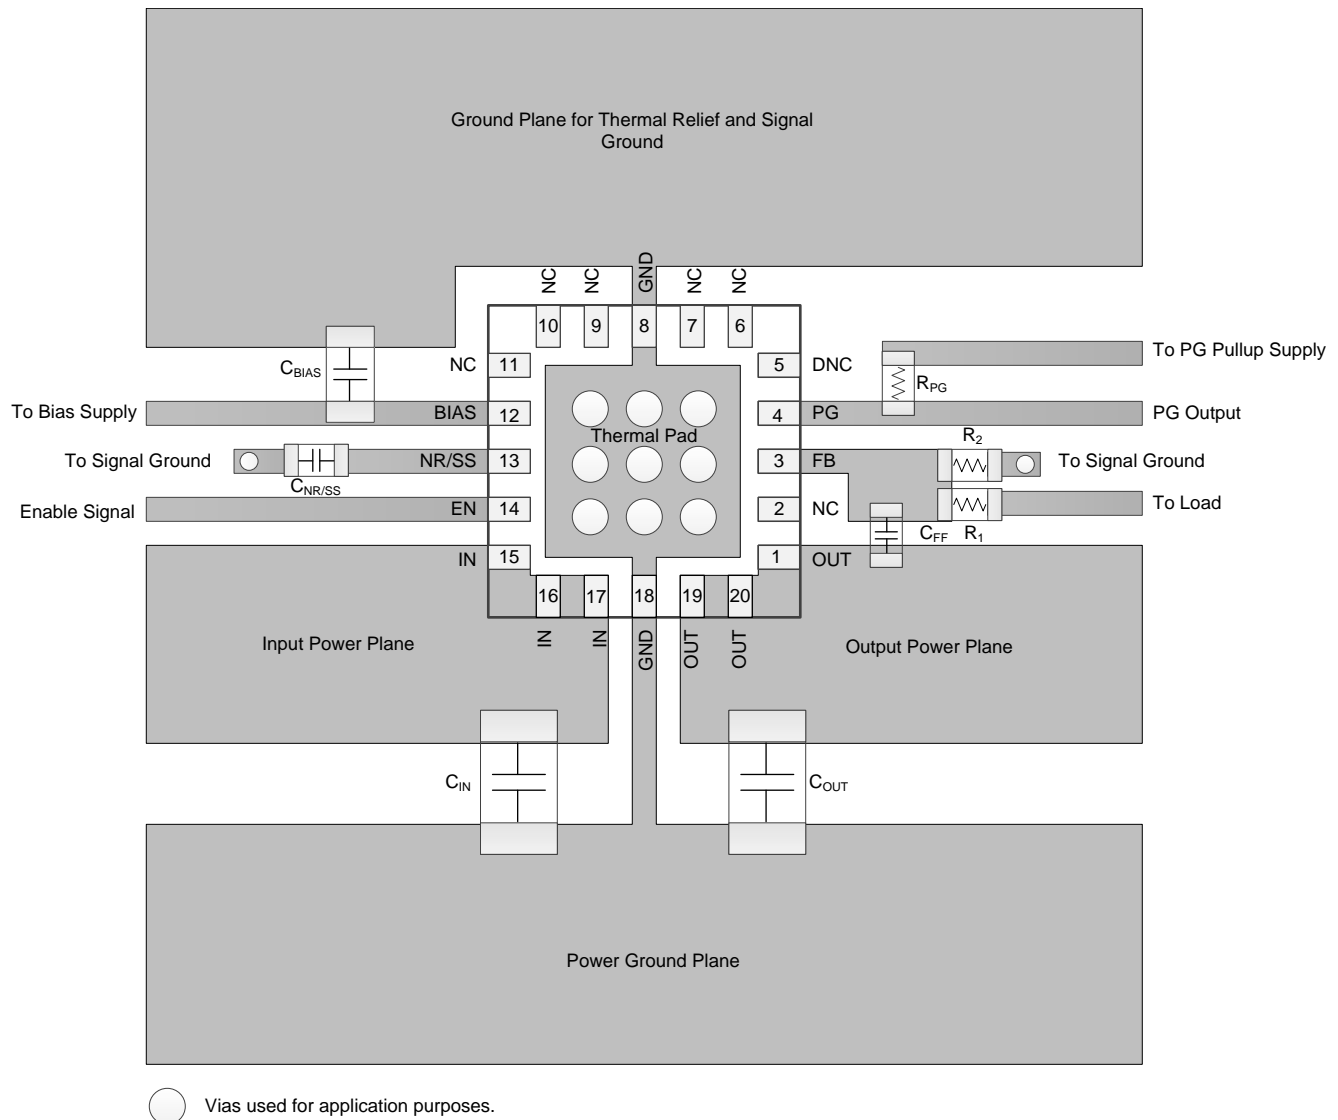 Ground Plane for Thermal Relief and Signal
Ground
NC
NC
GND
NC
NC
10
9
8
7
6
C_BIAS
NC
11
5
DNC
To PG Pullup Supply
R_PG
To Bias Supply
BIAS
12
4
PG
PG Output
Thermal Pad
R_2
To Signal Ground
NR/SS
13
3
FB
To Signal Ground
C_NR/SS
Enable Signal
EN
14
2
NC
To Load
C_FF
R_1
IN
15
1
OUT
16
17
18
19
20
IN
IN
GND
OUT
OUT
Input Power Plane
Output Power Plane
C_IN
C_OUT
Power Ground Plane
Vias used for application purposes.